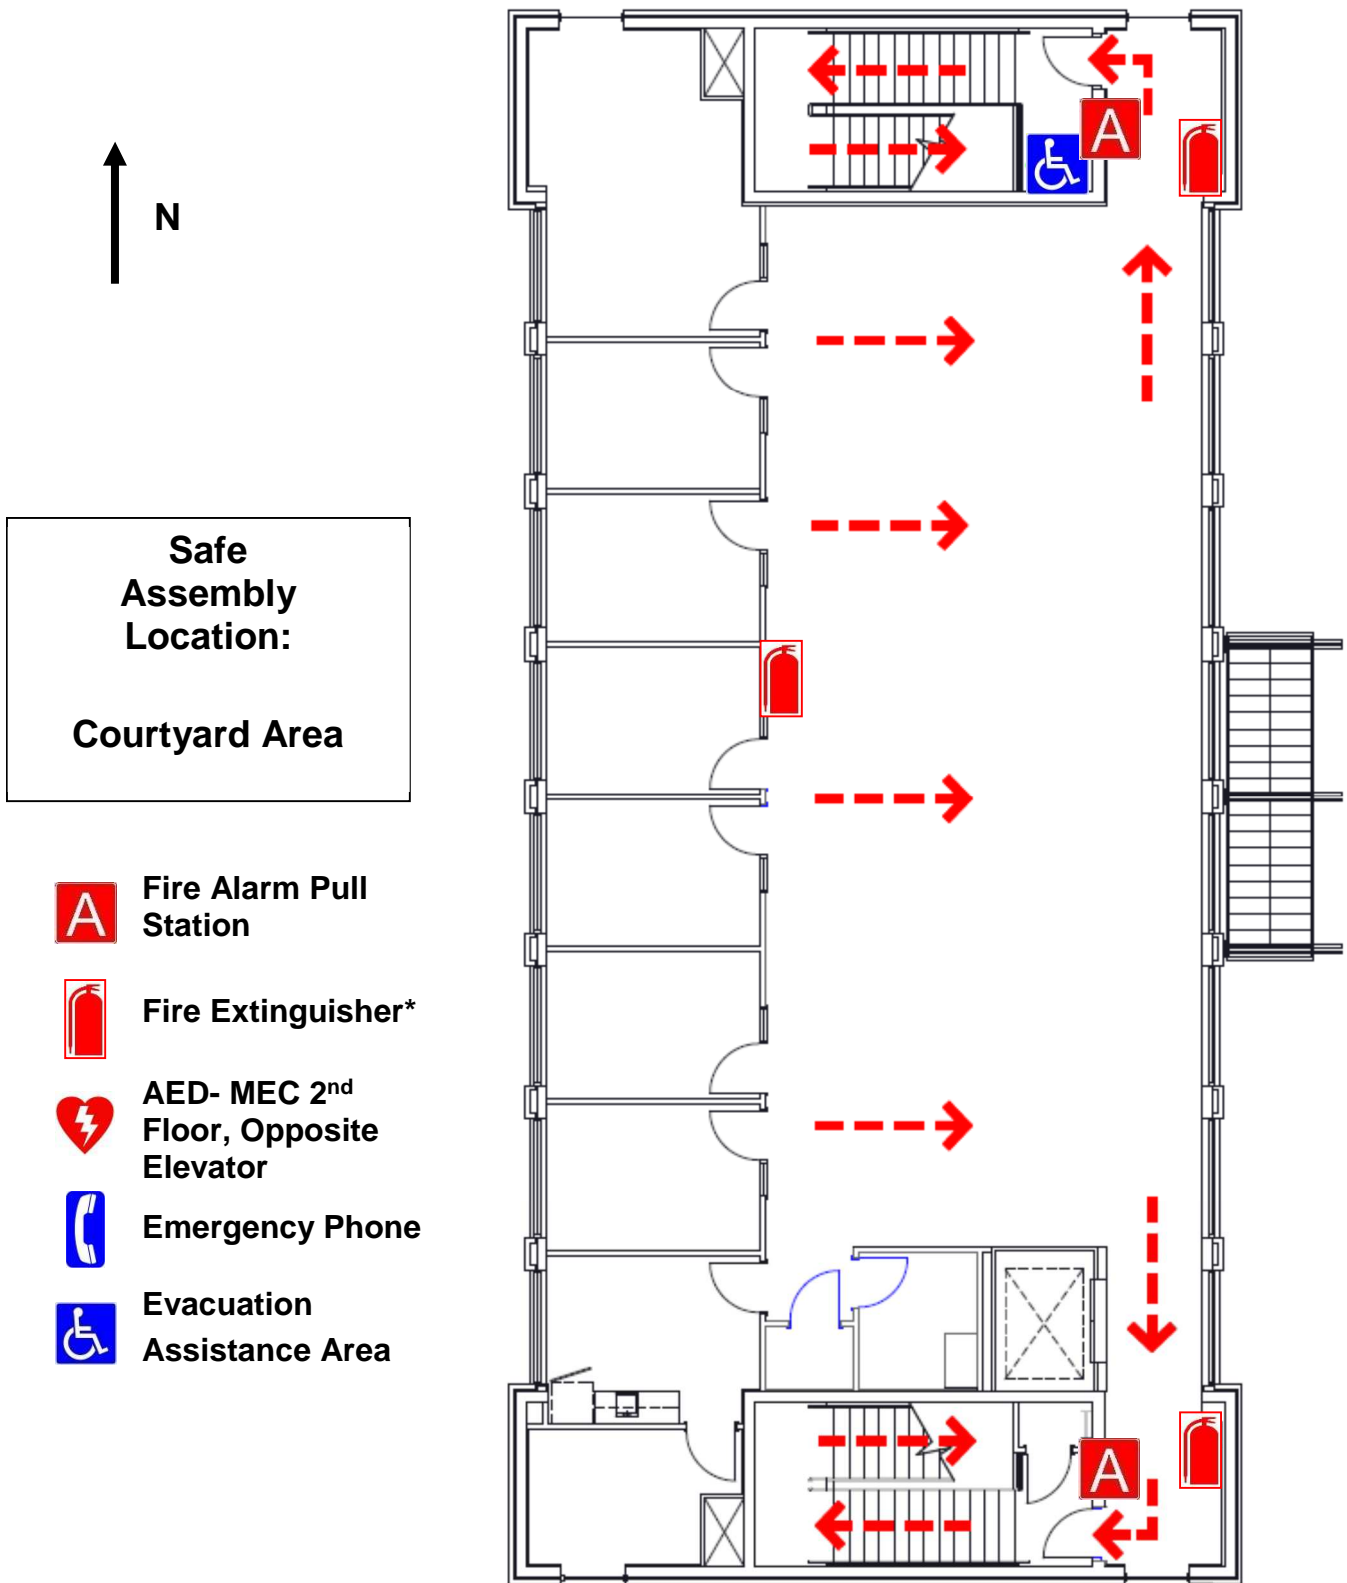 N
Safe
Assembly
Location:
Courtyard Area
A
Fire Alarm Pull
Station
Fire Extinguisher*
AED- MEC 2nd
Floor, Opposite
Elevator
Emergency Phone
Evacuation
Assistance Area
A
A